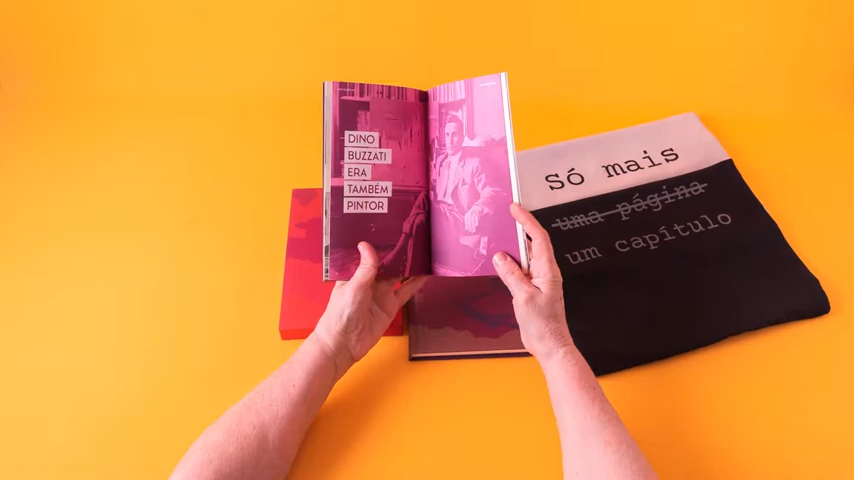 DINO
BUZZATI
ERA
TAMBÉM
PINTOR
Só mais
uma página
um capítulo